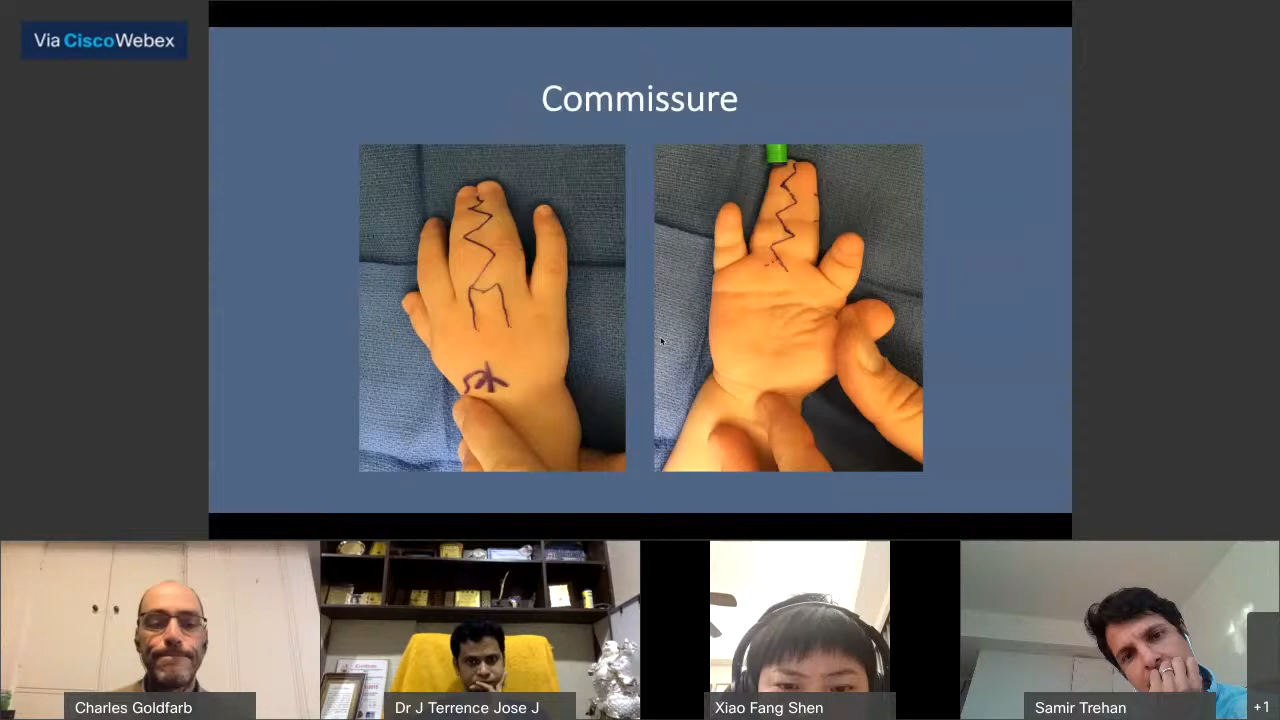 Via CiscoWebex
Commissure
Charles Goldfarb
Dr J Terrence Jose J
Xiao Fang Shen
Samir Trehan
+1